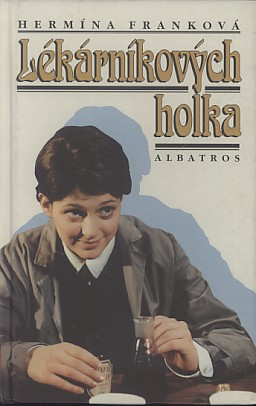 HERMÍNA FRANKOVÁ
Lékárníkových
holka
ALBATROS